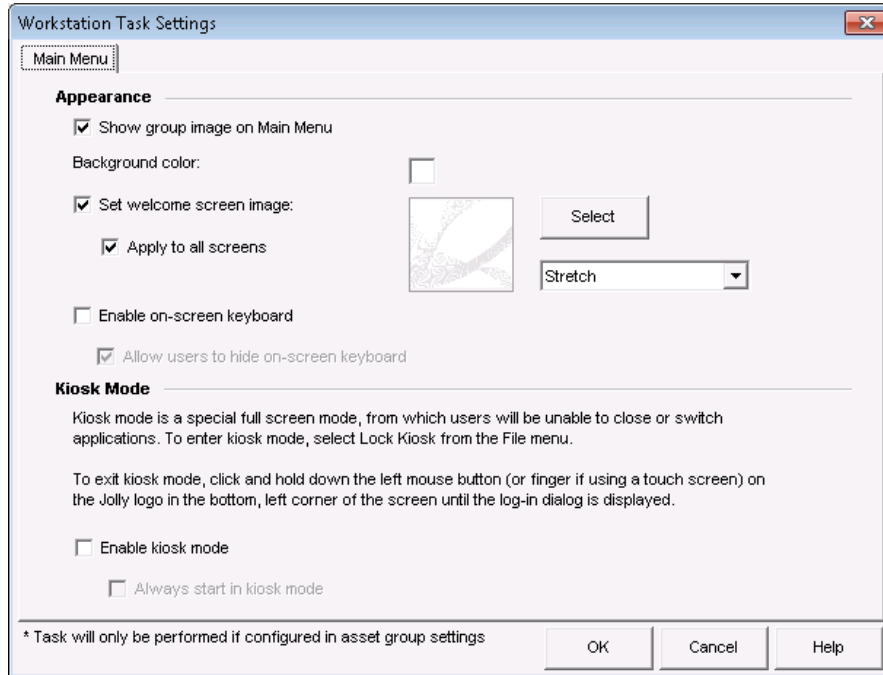 Workstation Task Settings
Main Menu
Appearance
Show group image on Main Menu
Background color:
Set welcome screen image:
Select
Apply to all screens
Stretch
Enable on-screen keyboard
Allow users to hide on-screen keyboard
Kiosk Mode
Kiosk mode is a special full screen mode, from which users will be unable to close or switch
applications. To enter kiosk mode, select Lock Kiosk from the File menu.
To exit kiosk mode, click and hold down the left mouse button (or finger if using a touch screen) on
the Jolly logo in the bottom, left corner of the screen until the log-in dialog is displayed.
Enable kiosk mode
Always start in kiosk mode
* Task will only be performed if configured in asset group settings
OK
Cancel
Help